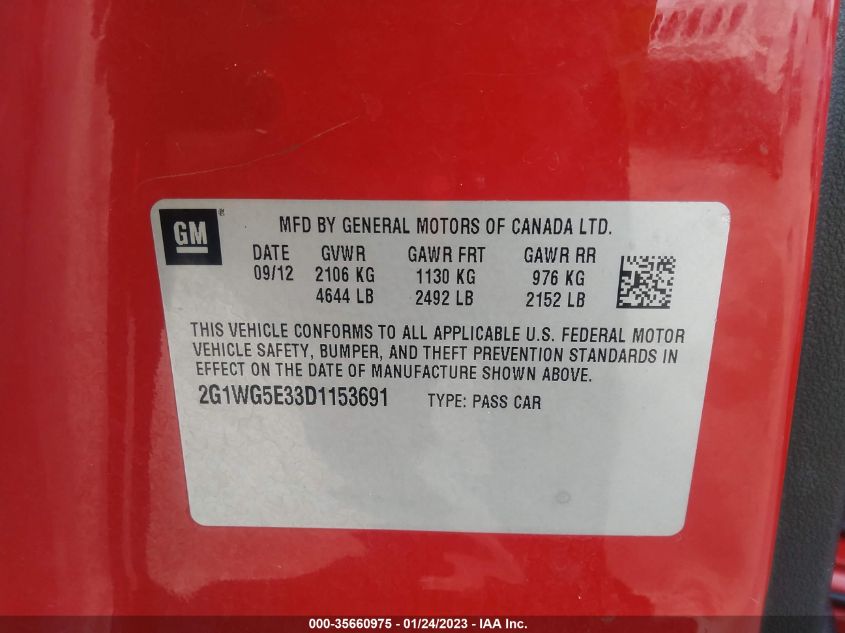 GM ®
MFD BY GENERAL MOTORS OF CANADA LTD.
DATE GVWR GAWR FRT GAWR RR
09/12 2106 KG 1130 KG 976 KG
4644 LB 2492 LB 2152 LB
THIS VEHICLE CONFORMS TO ALL APPLICABLE U.S. FEDERAL MOTOR
VEHICLE SAFETY, BUMPER, AND THEFT PREVENTION STANDARDS IN
EFFECT ON THE DATE OF MANUFACTURE SHOWN ABOVE.
2G1WG5E33D1153691 TYPE: PASS CAR
000-35660975 - 01/24/2023 - IAA Inc.